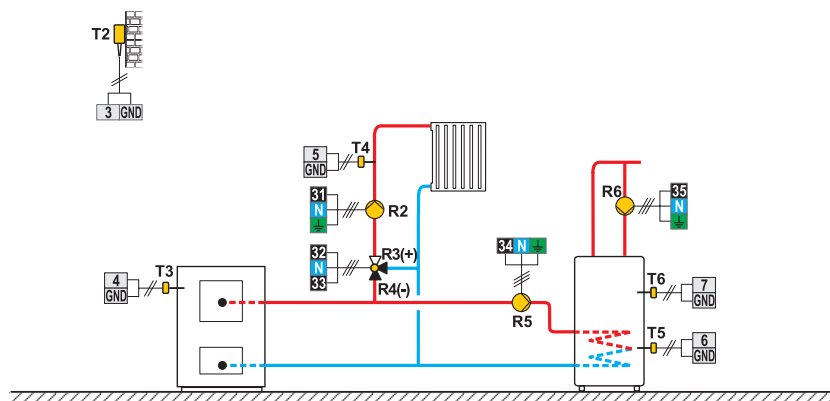 T2
3 GND
5
GND
T4
31
N
R2
R6
35
N
32
N
33
R3(+)
R4(-)
34 N
4
GND
T3
R5
T6
7
GND
T5
6
GND